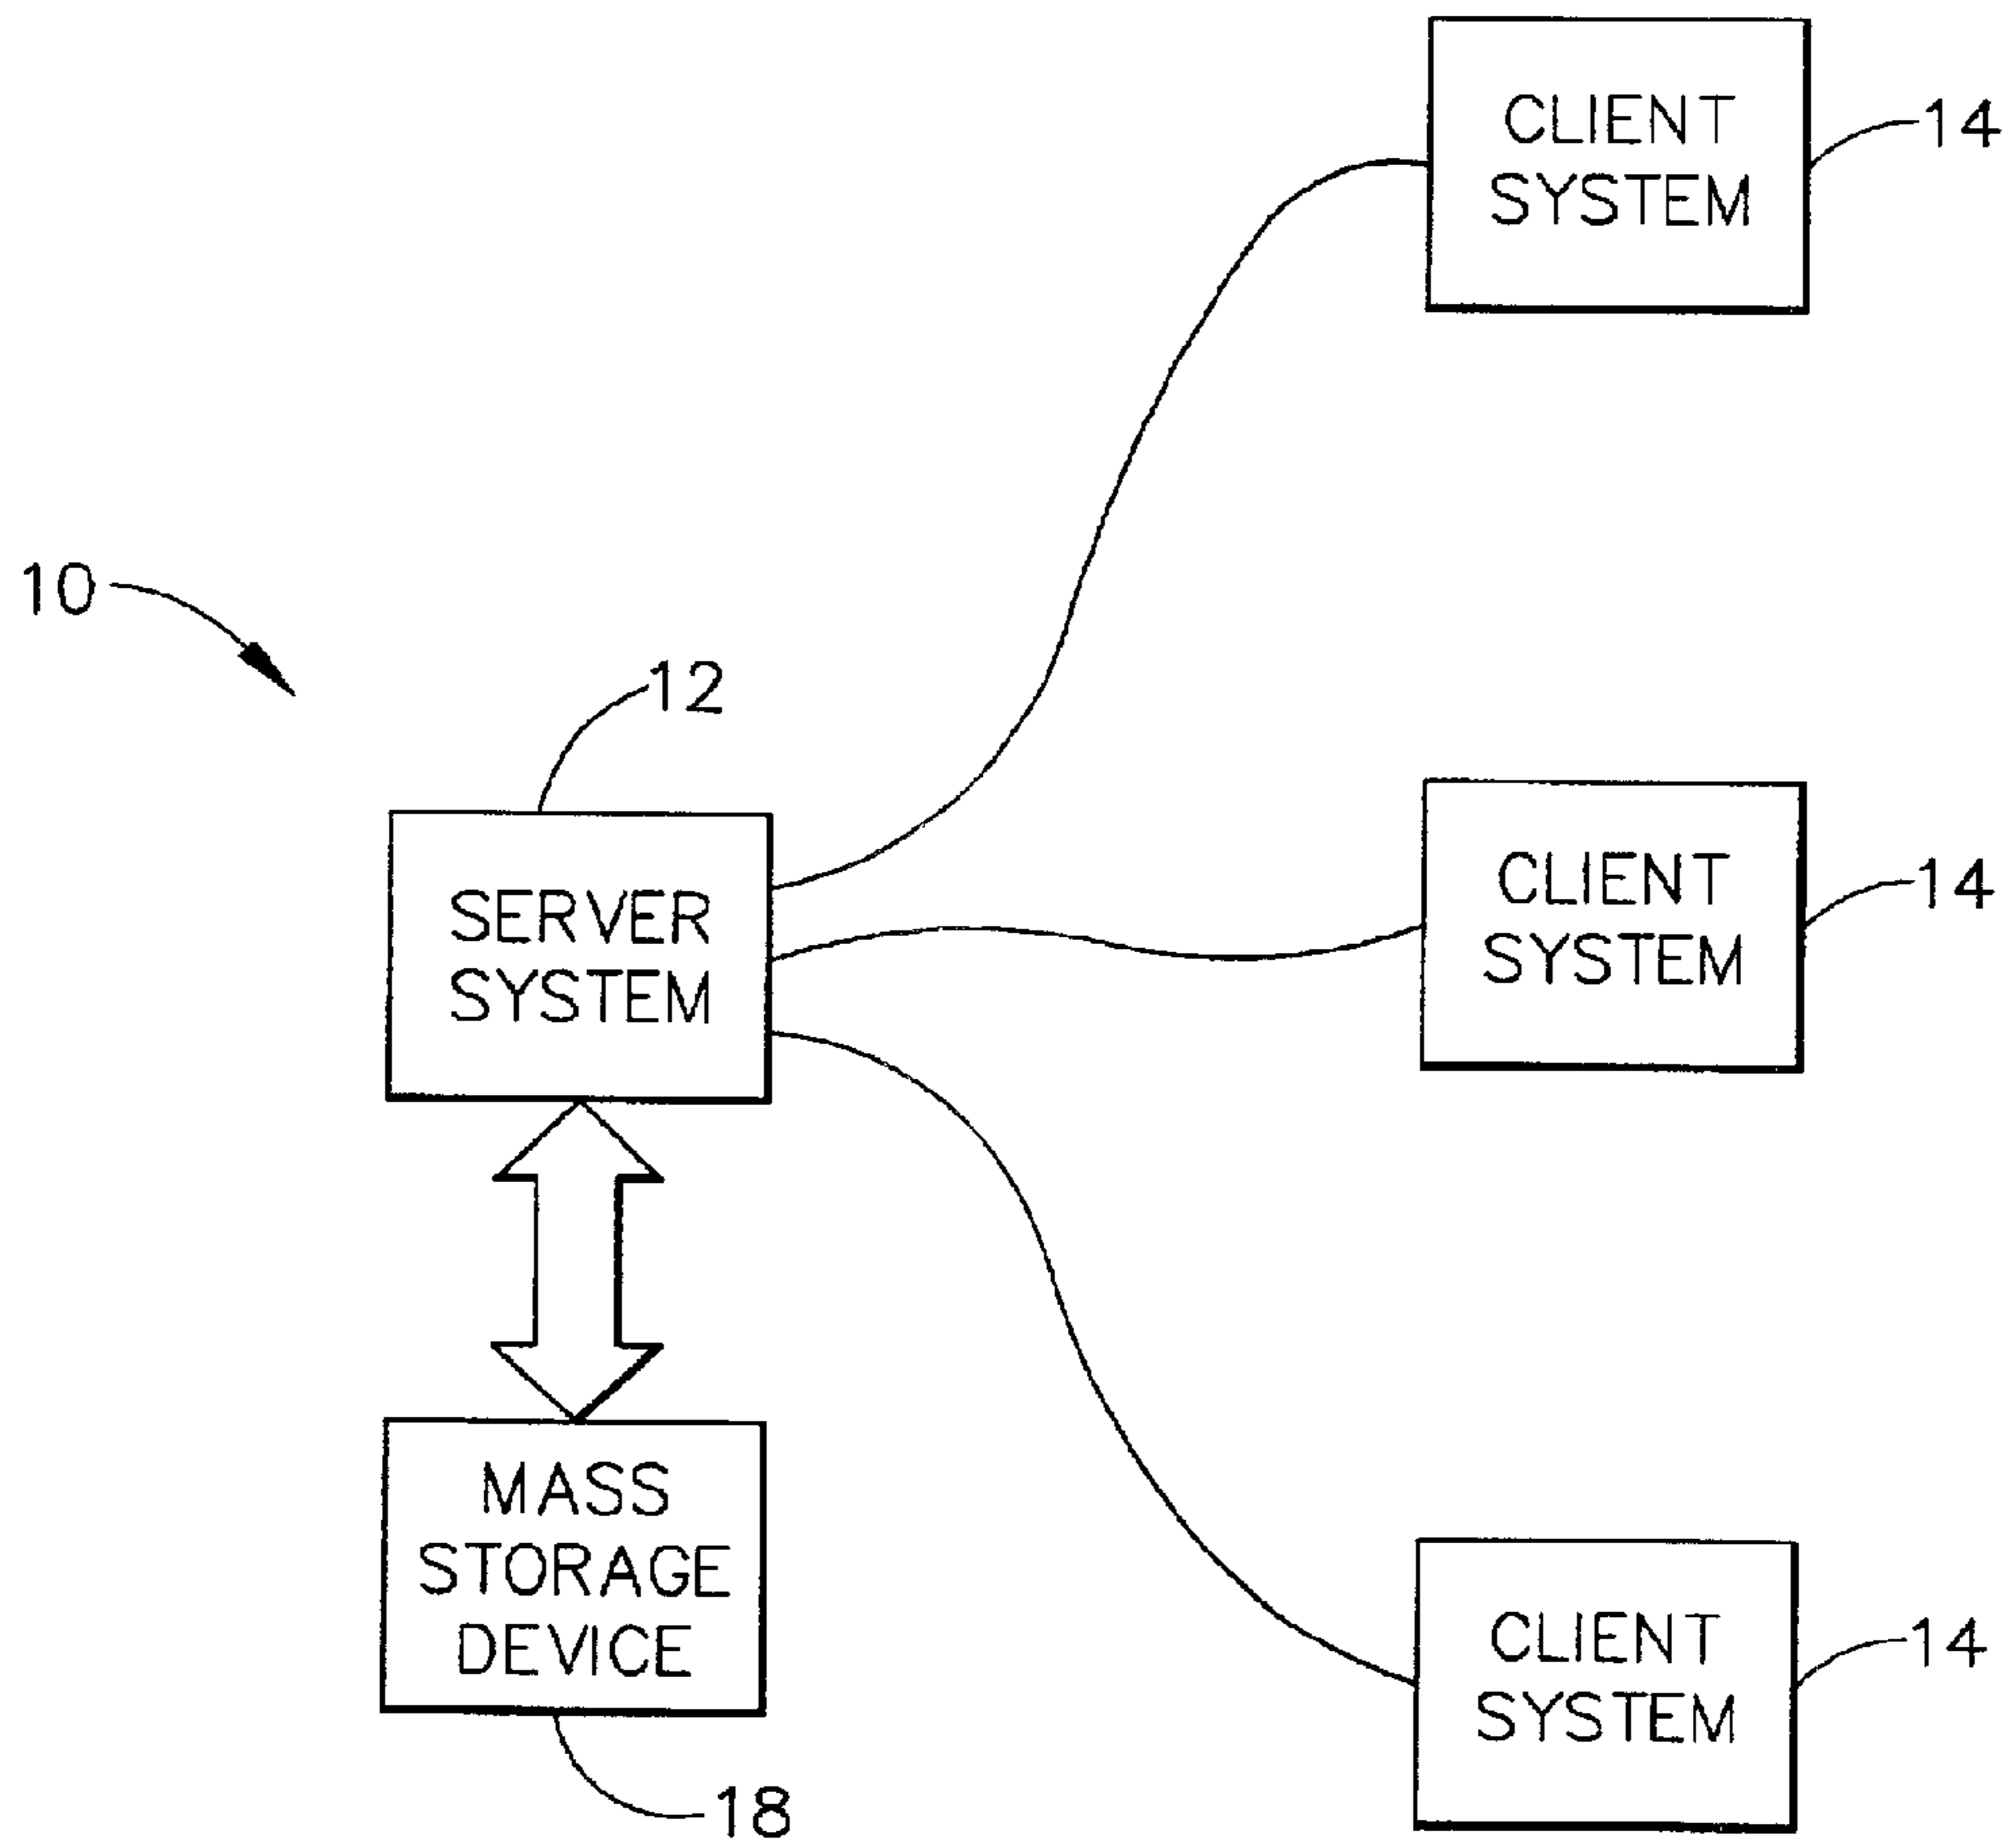 CLIENT
SYSTEM
14
10
12
SERVER
SYSTEM
CLIENT
SYSTEM
14
MASS
STORAGE
DEVICE
18
CLIENT
SYSTEM
14